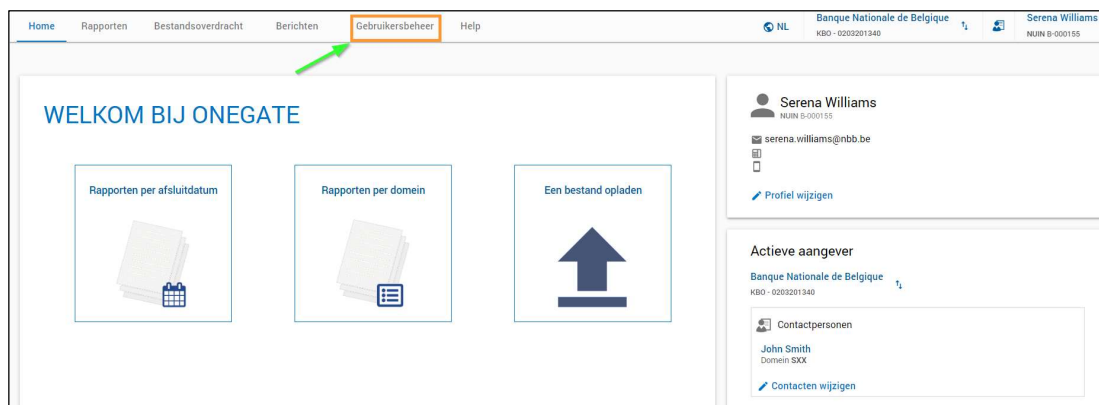 Home Rapporten Bestandsoverdracht Berichten Gebruikersbeheer Help NL Banque Nationale de Belgique Serena Williams
KBO - 0203201340 NUIN B-000155
WELKOM BIJ ONEGATE
Rapporten per afsluitdatum
Rapporten per domein
Een bestand opladen
Serena Williams
NUIN B-000155
serena.williams@nbb.be
Profiel wijzigen
Actieve aangever
Banque Nationale de Belgique
KBO - 0203201340
Contactpersonen
John Smith
Domein SXX
Contacten wijzigen